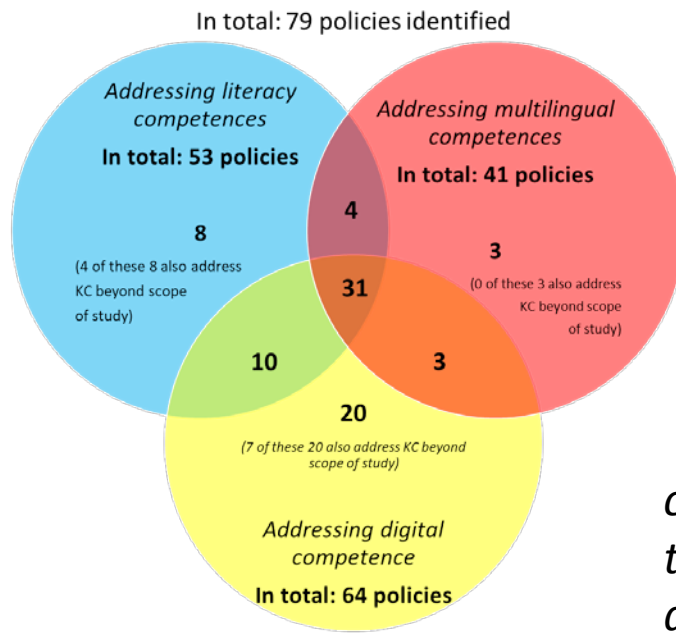 In total: 79 policies identified
Addressing literacy
competences
In total: 53 policies
Addressing multilingual
competences
In total: 41 policies
4
8
(4 of these 8 also address
KC beyond scope
of study)
3
(0 of these 3 also address
KC beyond scope
of study)
31
10
3
20
(7 of these 20 also address KC beyond
scope of study)
Addressing digital
competence
In total: 64 policies